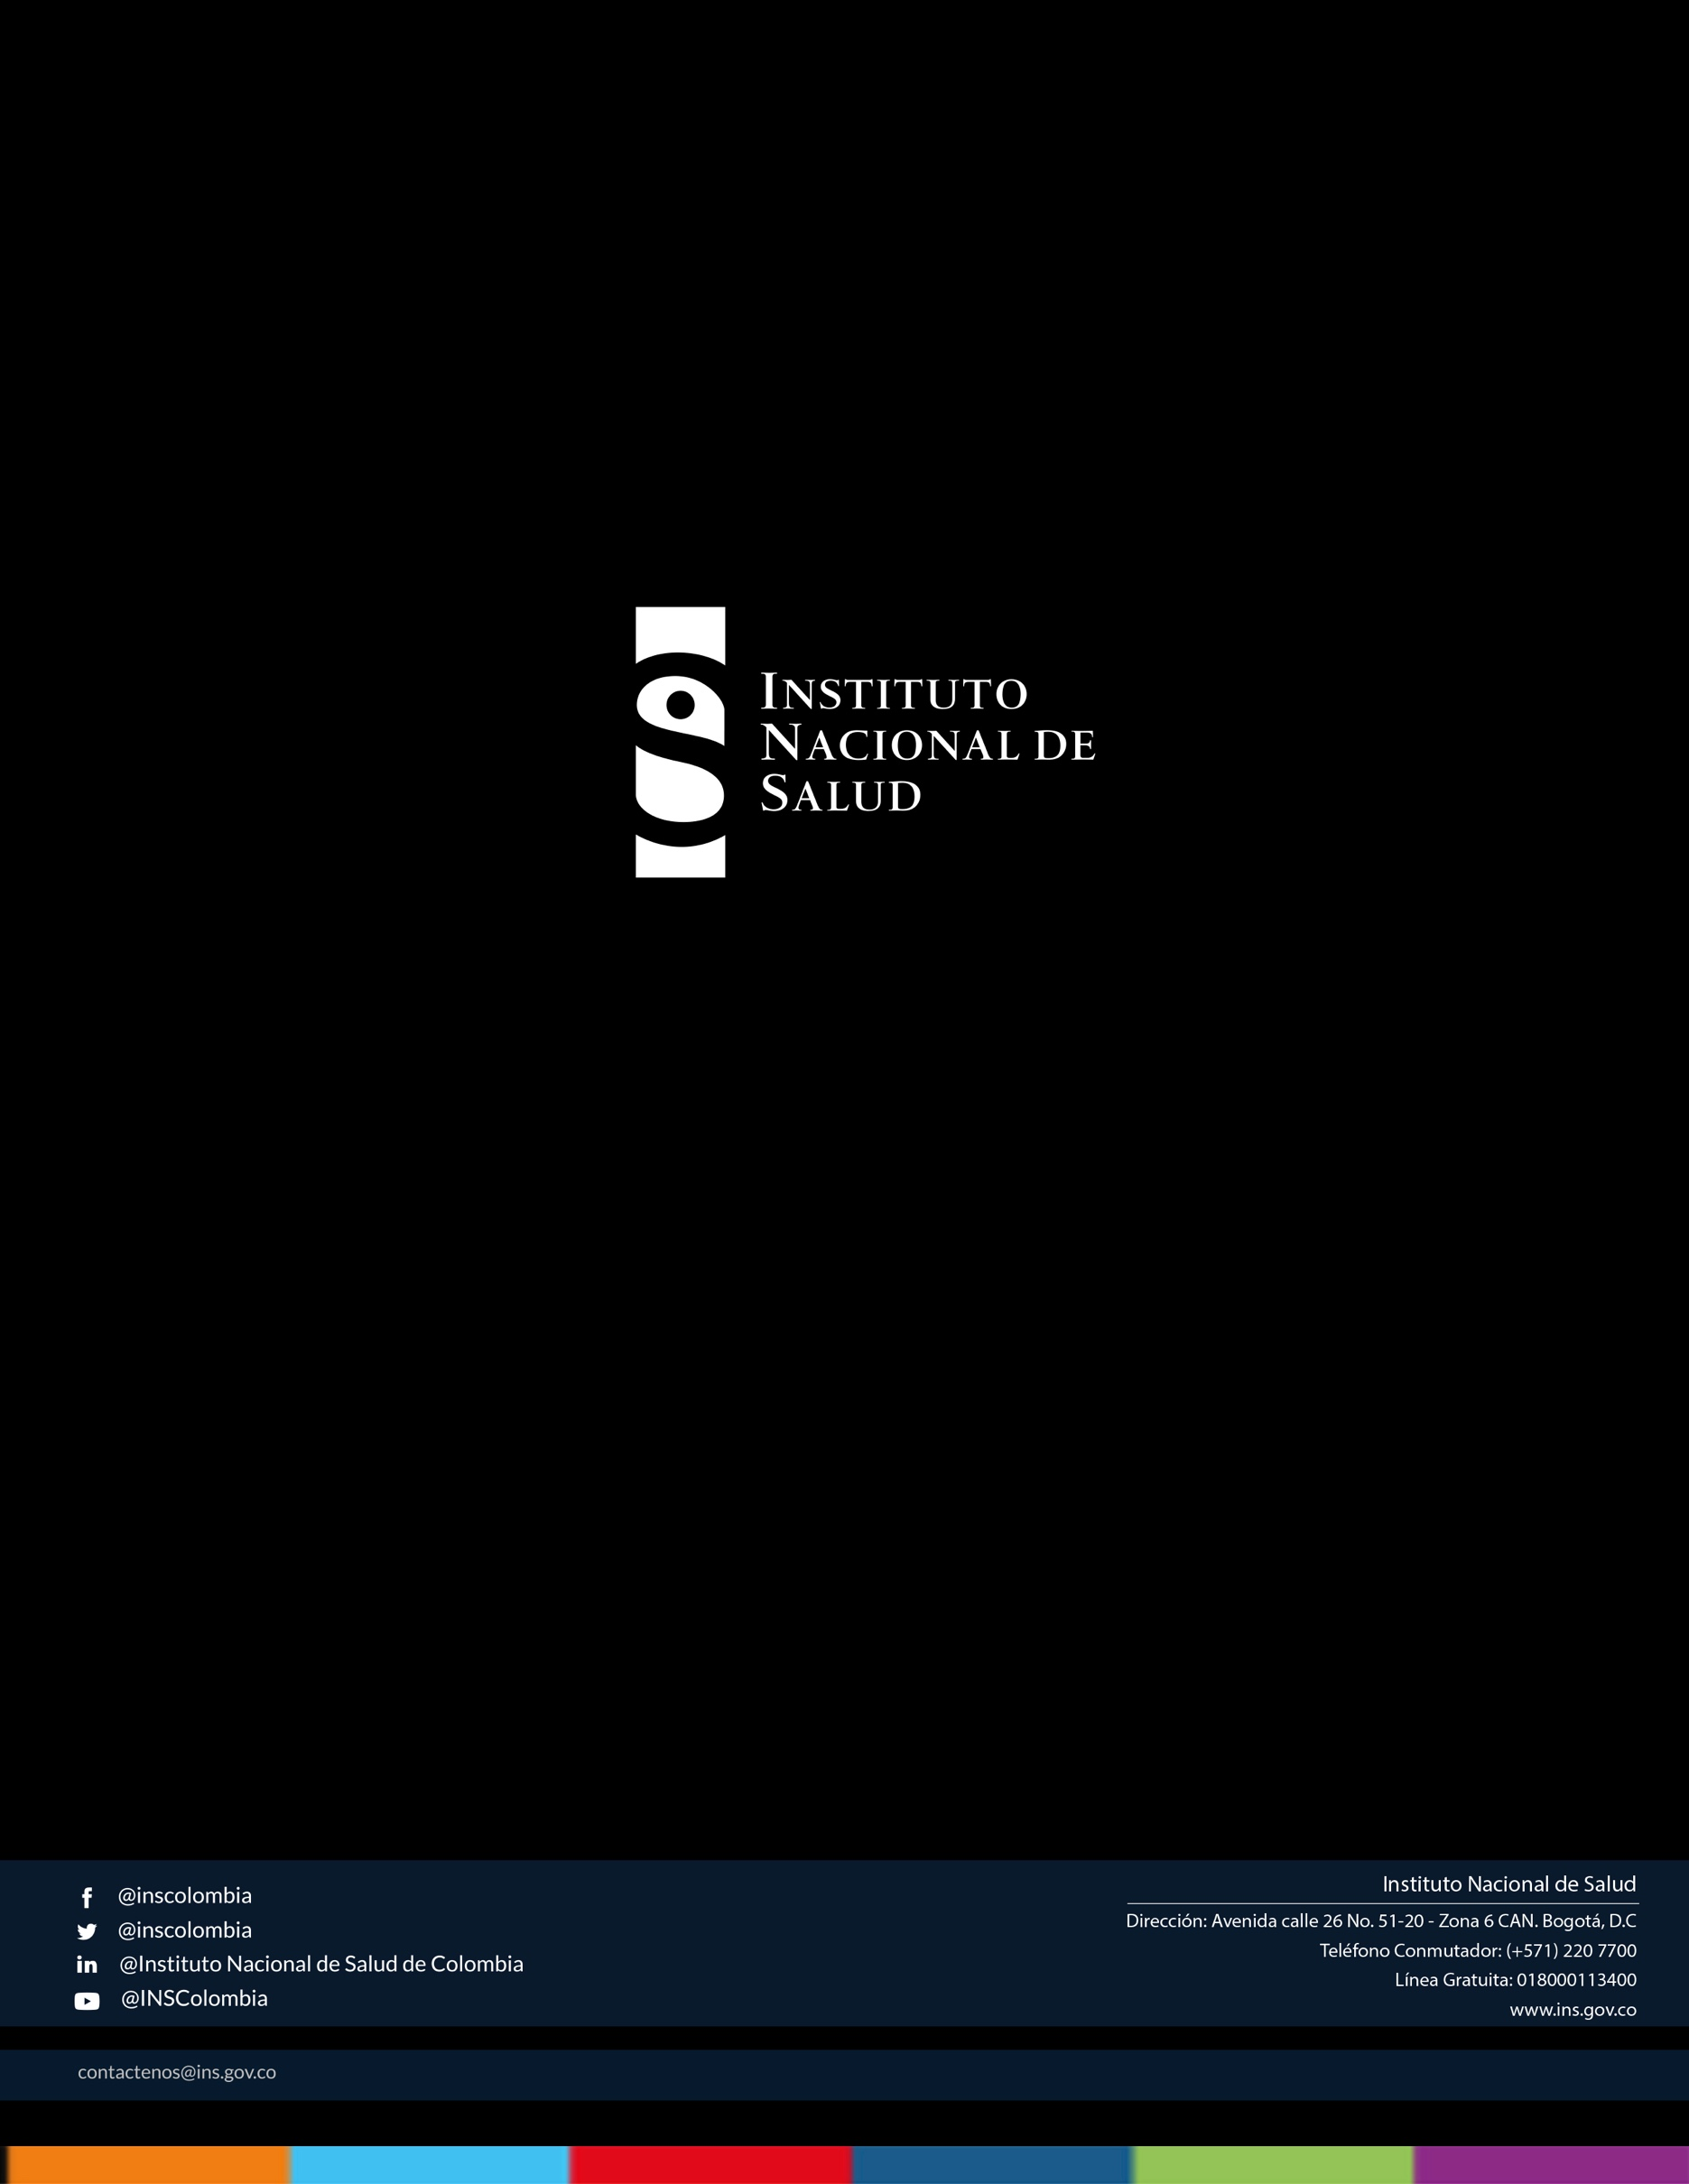 INSTITUTO
NACIONAL DE
SALUD
@inscolombia
@inscolombia
@Instituto Nacional de Salud de Colombia
@INSColombia
Instituto Nacional de Salud
Dirección: Avenida calle 26 No. 51-20 - Zona 6 CAN. Bogotá, D.C
Teléfono Conmutador: (+571) 220 7700
Línea Gratuita: 018000113400
www.ins.gov.co
contactenos@ins.gov.co